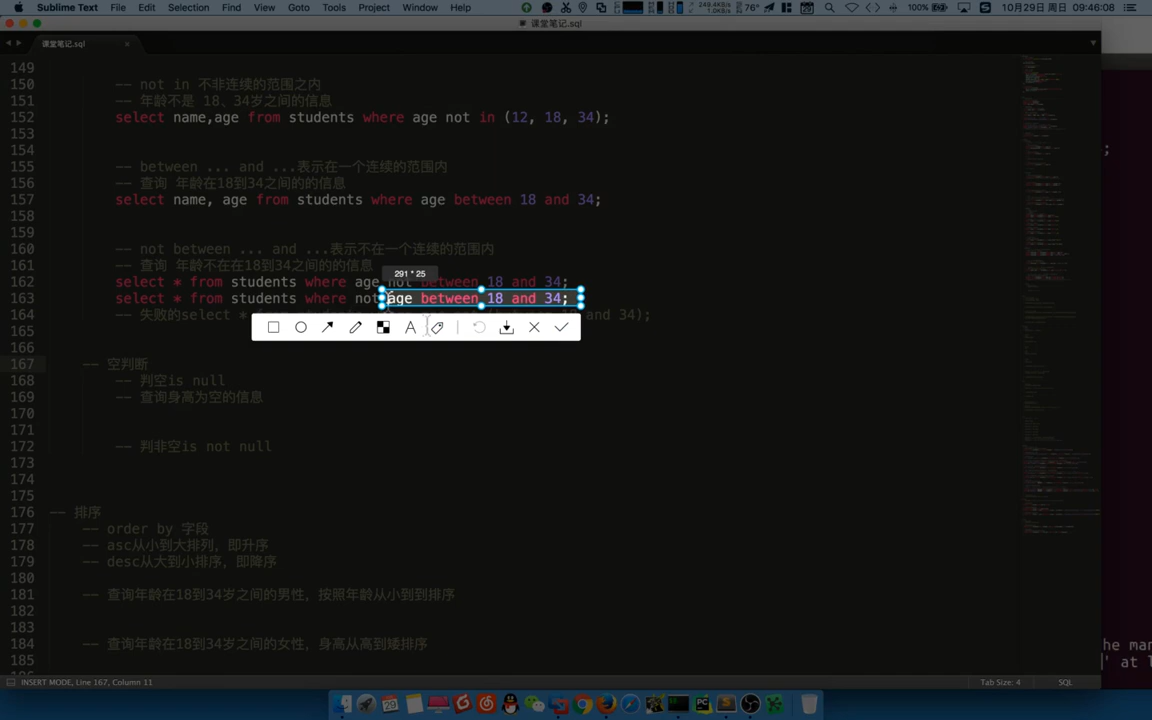 Sublime Text File Edit Selection Find View Goto Tools Project Window Help 76° 100% 10月29日 周日 09:46:08
课堂笔记.sql
课堂笔记.sql
149
150 -- not in 不非连续的范围之内
151 -- 年龄不是 18、34岁之间的信息
152 select name,age from students where age not in (12, 18, 34);
153
154
155 -- between ... and ...表示在一个连续的范围内
156 -- 查询 年龄在18到34之间的的信息
157 select name, age from students where age between 18 and 34;
158
159
160 -- not between ... and ...表示不在一个连续的范围内
161 -- 查询 年龄不在在18到34之间的的信息
291 * 25
162 select * from students where age not between 18 and 34;
163 select * from students where not age between 18 and 34;
164 -- 失败的select * and 34);
165
A
167 -- 空判断
168 -- 判空is null
169 -- 查询身高为空的信息
170
171
172 -- 判非空is not null
173
174
175
176 -- 排序
177 -- order by 字段
178 -- asc从小到大排列，即升序
179 -- desc从大到小排序，即降序
180
181 -- 查询年龄在18到34岁之间的男性，按照年龄从小到到排序
182
183
184 -- 查询年龄在18到34岁之间的女性，身高从高到矮排序
185
he man
' at
INSERT MODE, Line 167, Column 11 Tab Size: 4 SQL